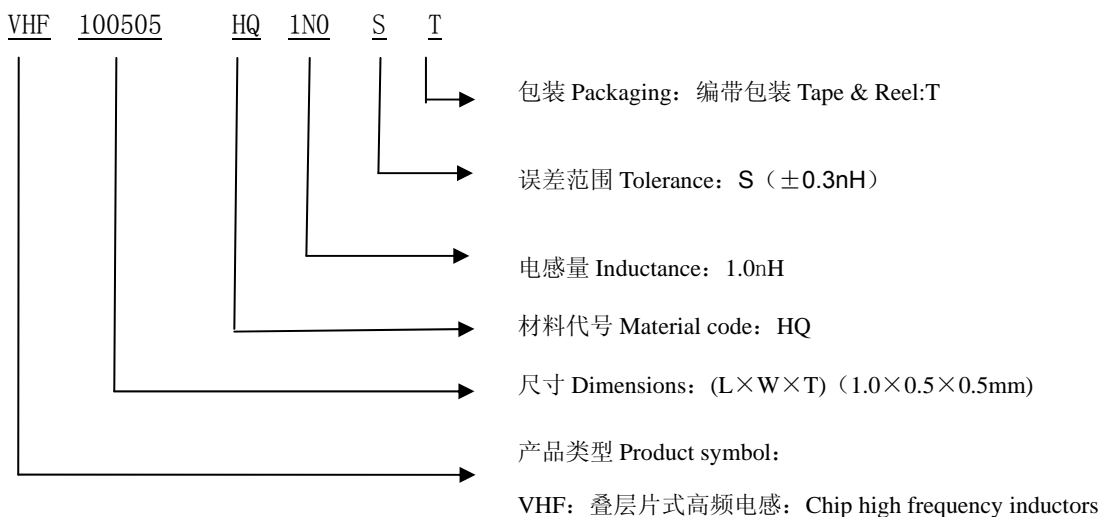 VHF 100505 HQ 1N0 S T
包装 Packaging：编带包装 Tape & Reel:T
误差范围 Tolerance：S（±0.3nH）
电感量 Inductance：1.0nH
材料代号 Material code：HQ
尺寸 Dimensions：(L×W×T)（1.0×0.5×0.5mm)
产品类型 Product symbol：
VHF：叠层片式高频电感：Chip high frequency inductors